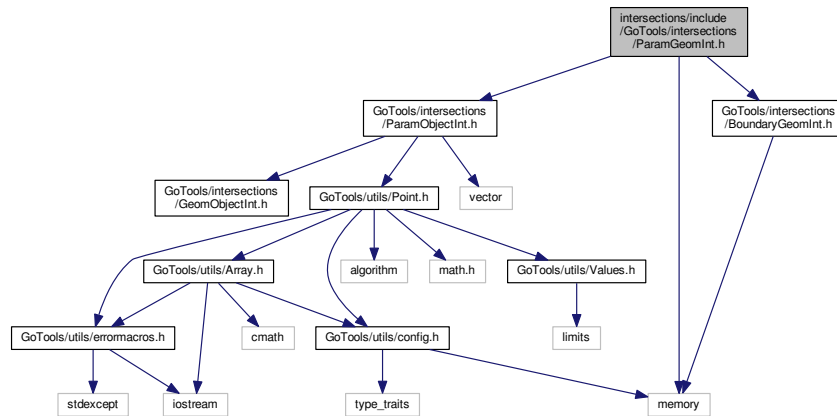 intersections/include
/GoTools/intersections
/ParamGeomInt.h
GoTools/intersections
/ParamObjectInt.h
GoTools/intersections
/BoundaryGeomInt.h
GoTools/intersections
/GeomObjectInt.h
GoTools/utils/Point.h
vector
GoTools/utils/Array.h
algorithm
math.h
GoTools/utils/Values.h
GoTools/utils/errormacros.h
cmath
GoTools/utils/config.h
limits
stdexcept
iostream
type_traits
memory